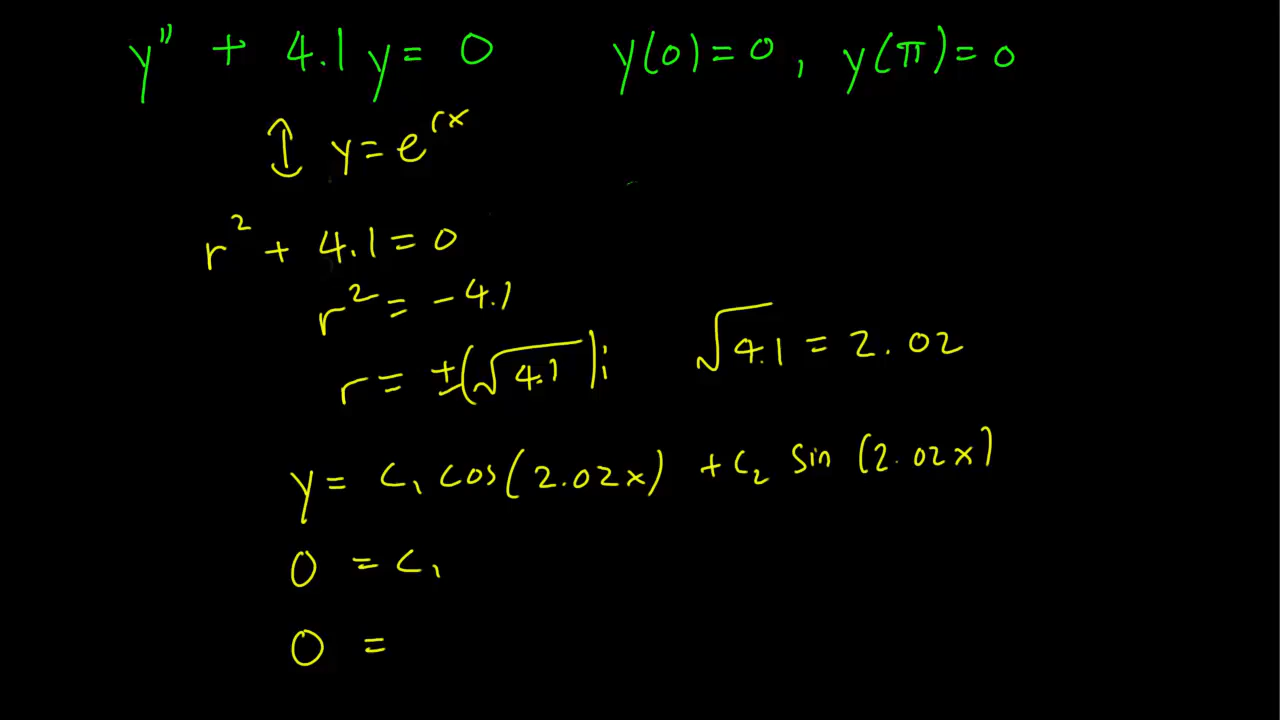 y'' + 4.1y = 0 y(0) = 0, y(π) = 0
↕ y = e^{rx}
r² + 4.1 = 0
r² = -4.1
r = ±(√4.1)i √4.1 = 2.02
y = c₁ cos(2.02x) + c₂ sin(2.02x)
0 = c₁
0 =